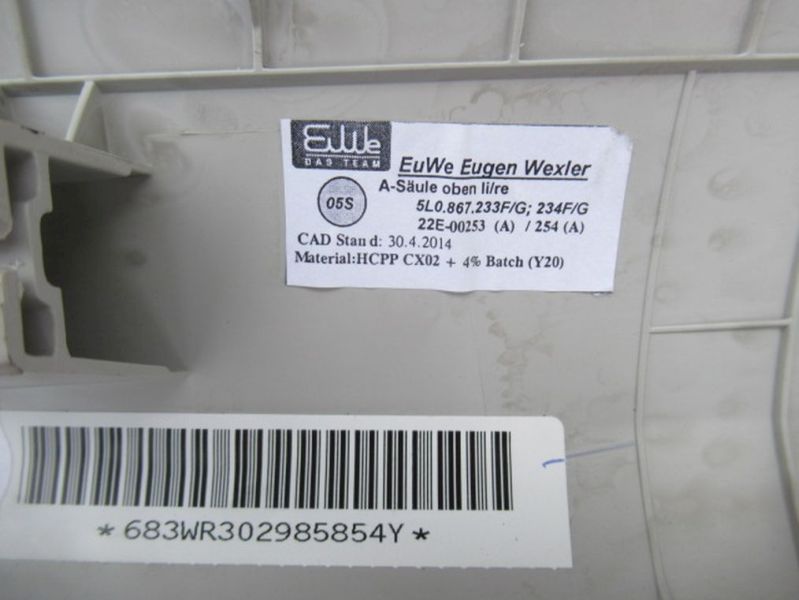 EuWe
DAS TEAM
EuWe Eugen Wexler
A-Säule oben li/re
05S
5L0.867.233F/G; 234F/G
22E-00253 (A) / 254 (A)
CAD Stand: 30.4.2014
Material:HCPP CX02 + 4% Batch (Y20)
*683WR302985854Y*